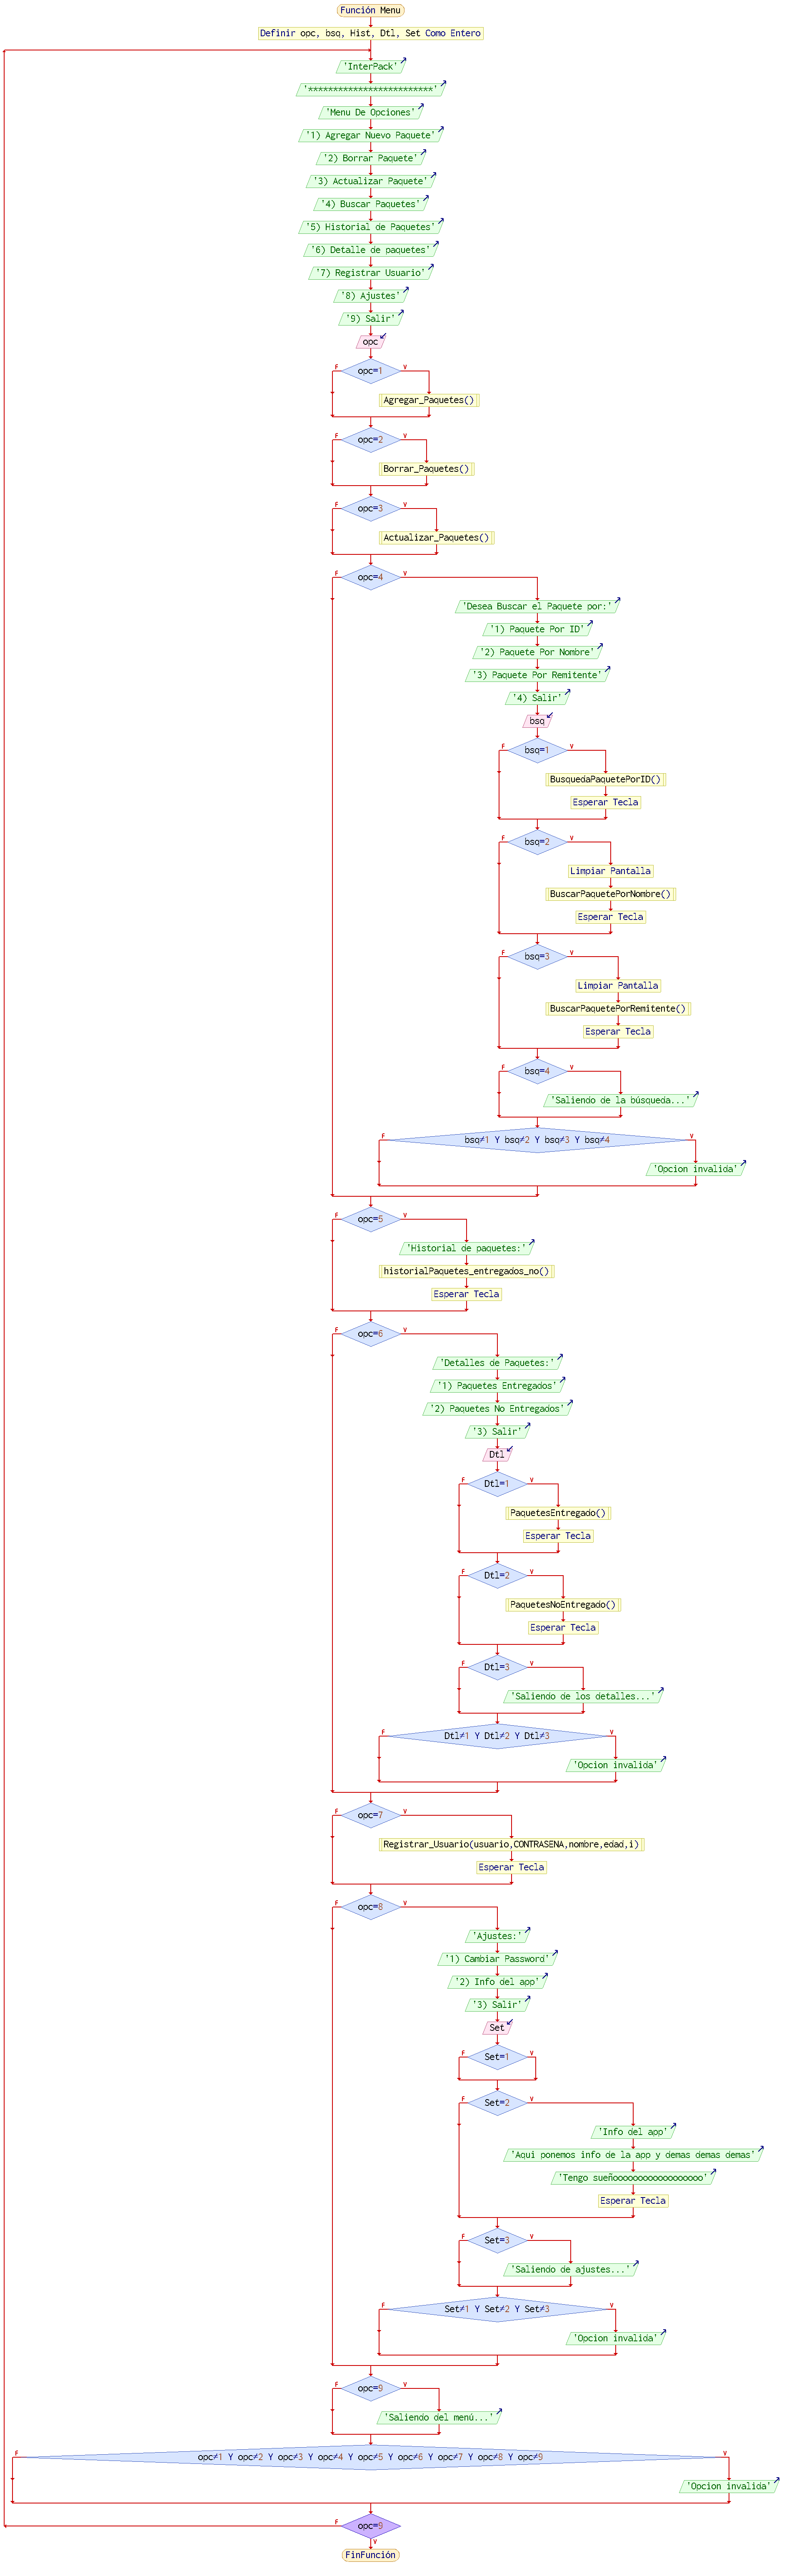 Función Menu
Definir opc, bsq, Hist, Dtl, Set Como Entero
'InterPack'
'*************************'
'Menu De Opciones'
'1) Agregar Nuevo Paquete'
'2) Borrar Paquete'
'3) Actualizar Paquete'
'4) Buscar Paquetes'
'5) Historial de Paquetes'
'6) Detalle de paquetes'
'7) Registrar Usuario'
'8) Ajustes'
'9) Salir'
opc
F opc=1 V
Agregar_Paquetes()
F opc=2 V
Borrar_Paquetes()
F opc=3 V
Actualizar_Paquetes()
F opc=4 V
'Desea Buscar el Paquete por:'
'1) Paquete Por ID'
'2) Paquete Por Nombre'
'3) Paquete Por Remitente'
'4) Salir'
bsq
F bsq=1 V
BusquedaPaquetePorID()
Esperar Tecla
F bsq=2 V
Limpiar Pantalla
BuscarPaquetePorNombre()
Esperar Tecla
F bsq=3 V
Limpiar Pantalla
BuscarPaquetePorRemitente()
Esperar Tecla
F bsq=4 V
'Saliendo de la búsqueda...'
F bsq≠1 Y bsq≠2 Y bsq≠3 Y bsq≠4 V
'Opcion invalida'
F opc=5 V
'Historial de paquetes:'
historialPaquetes_entregados_no()
Esperar Tecla
F opc=6 V
'Detalles de Paquetes:'
'1) Paquetes Entregados'
'2) Paquetes No Entregados'
'3) Salir'
Dtl
F Dtl=1 V
PaquetesEntregado()
Esperar Tecla
F Dtl=2 V
PaquetesNoEntregado()
Esperar Tecla
F Dtl=3 V
'Saliendo de los detalles...'
F Dtl≠1 Y Dtl≠2 Y Dtl≠3 V
'Opcion invalida'
F opc=7 V
Registrar_Usuario(usuario,CONTRASENA,nombre,edad,i)
Esperar Tecla
F opc=8 V
'Ajustes:'
'1) Cambiar Password'
'2) Info del app'
'3) Salir'
Set
F Set=1 V
F Set=2 V
'Info del app'
'Aqui ponemos info de la app y demas demas demas'
'Tengo sueñoooooooooooooooooo'
Esperar Tecla
F Set=3 V
'Saliendo de ajustes...'
F Set≠1 Y Set≠2 Y Set≠3 V
'Opcion invalida'
F opc=9 V
'Saliendo del menú...'
F opc≠1 Y opc≠2 Y opc≠3 Y opc≠4 Y opc≠5 Y opc≠6 Y opc≠7 Y opc≠8 Y opc≠9 V
'Opcion invalida'
F opc=9
V
FinFunción